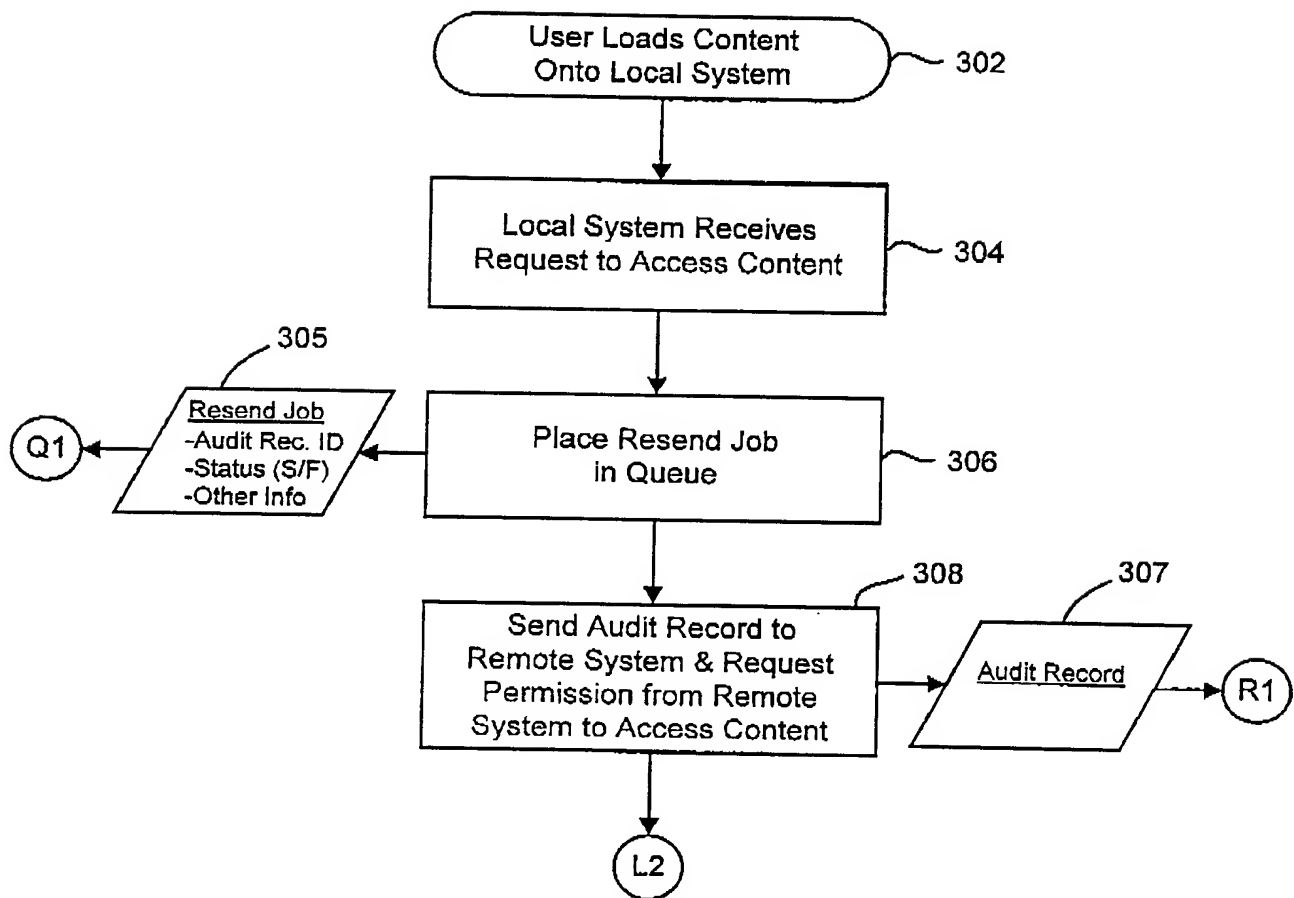 User Loads Content
Onto Local System
302
Local System Receives
Request to Access Content
304
305
Resend Job
-Audit Rec. ID
-Status (S/F)
-Other Info
Q1
Place Resend Job
in Queue
306
308
307
Send Audit Record to
Remote System & Request
Permission from Remote
System to Access Content
Audit Record
R1
L2